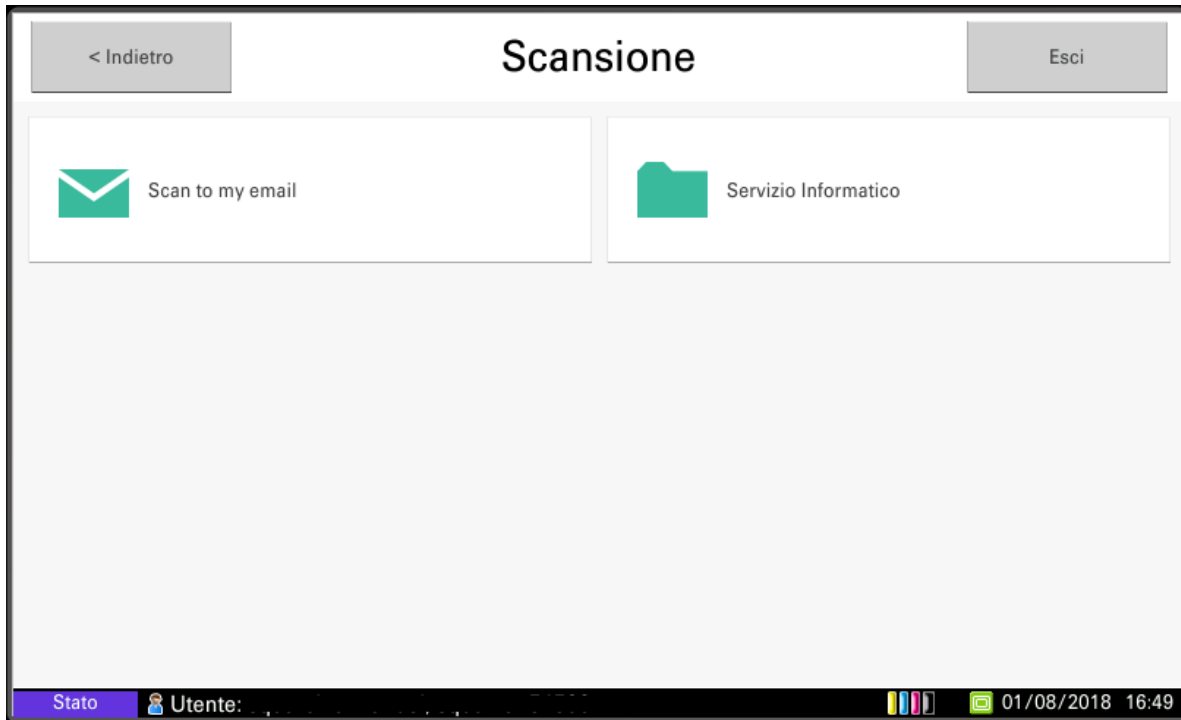 < Indietro
Scansione
Esci
Scan to my email
Servizio Informatico
Stato
Utente:
01/08/2018 16:49